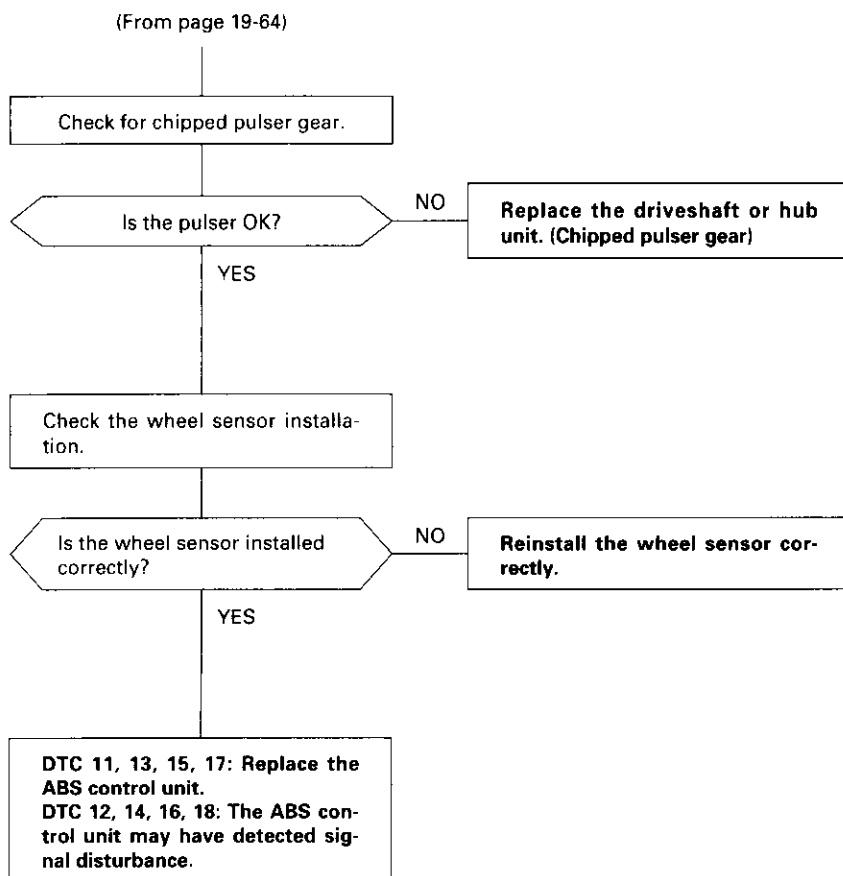 (From page 19-64)
Check for chipped pulser gear.
Is the pulser OK?
NO
Replace the driveshaft or hub
unit. (Chipped pulser gear)
YES
Check the wheel sensor installa-
tion.
Is the wheel sensor installed
correctly?
NO
Reinstall the wheel sensor cor-
rectly.
YES
DTC 11, 13, 15, 17: Replace the
ABS control unit.
DTC 12, 14, 16, 18: The ABS con-
trol unit may have detected sig-
nal disturbance.